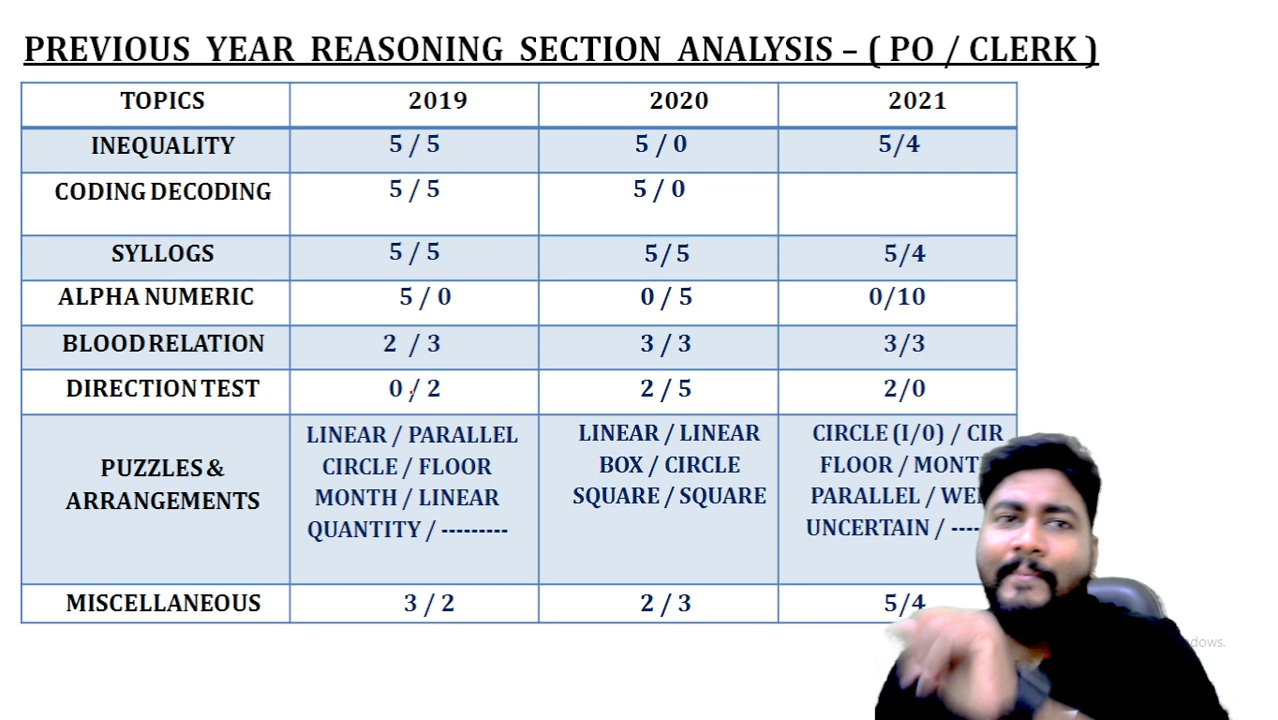 PREVIOUS YEAR REASONING SECTION ANALYSIS – ( PO / CLERK )
TOPICS 2019 2020 2021
INEQUALITY 5 / 5 5 / 0 5/4
CODING DECODING 5 / 5 5 / 0
SYLLOGS 5 / 5 5/ 5 5/4
ALPHA NUMERIC 5 / 0 0 / 5 0/10
BLOOD RELATION 2 / 3 3 / 3 3/3
DIRECTION TEST 0 / 2 2 / 5 2/0
PUZZLES &
ARRANGEMENTS
LINEAR / PARALLEL
CIRCLE / FLOOR
MONTH / LINEAR
QUANTITY / ---------
LINEAR / LINEAR
BOX / CIRCLE
SQUARE / SQUARE
CIRCLE (I/0) / CIR
FLOOR / MONT
PARALLEL /
UNCERTAIN / ----
MISCELLANEOUS 3 / 2 2 / 3 5/4
dows.